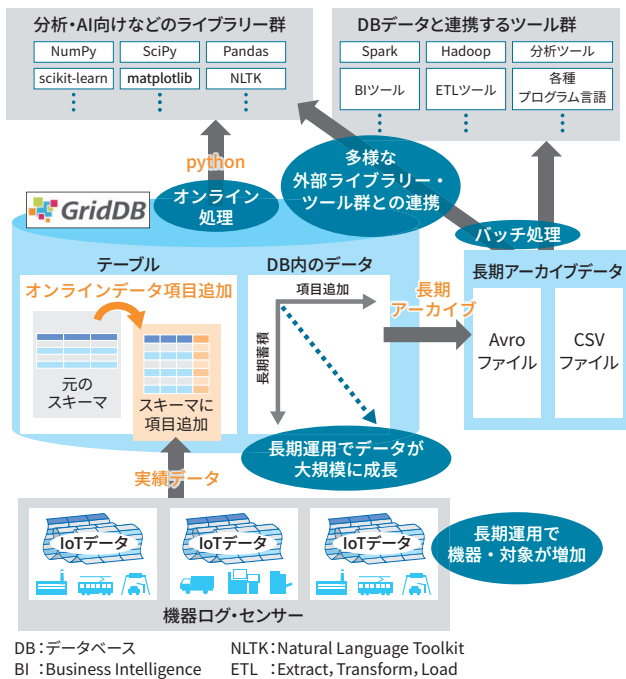 分析・AI向けなどのライブラリー群
NumPy
SciPy
Pandas
scikit-learn
matplotlib
NLTK
DBデータと連携するツール群
Spark
Hadoop
分析ツール
BIツール
ETLツール
各種
プログラム言語
python
オンライン
処理
多様な
外部ライブラリー・
ツール群との連携
バッチ処理
GridDB
テーブル
オンラインデータ項目追加
元の
スキーマ
スキーマに
項目追加
DB内のデータ
項目追加
長期蓄積
長期
アーカイブ
長期アーカイブデータ
Avro
ファイル
CSV
ファイル
長期運用でデータが
大規模に成長
実績データ
IoTデータ
IoTデータ
IoTデータ
機器ログ・センサー
長期運用で
機器・対象が増加
DB：データベース
NLTK：Natural Language Toolkit
BI：Business Intelligence
ETL：Extract, Transform, Load